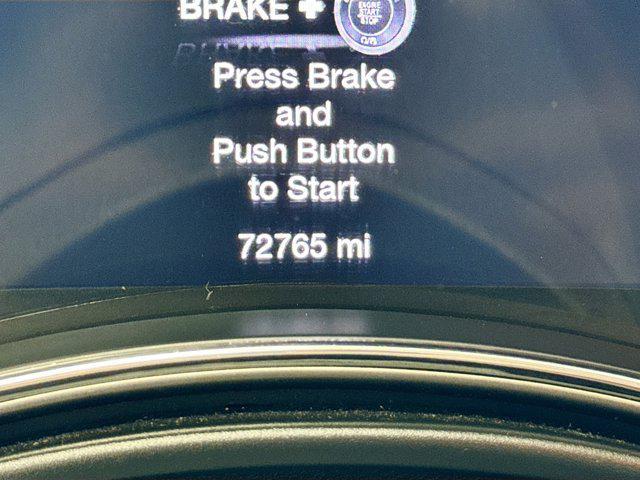 BRAKE +
ENGINE
START
STOP
Press Brake
and
Push Button
to Start
72765 mi